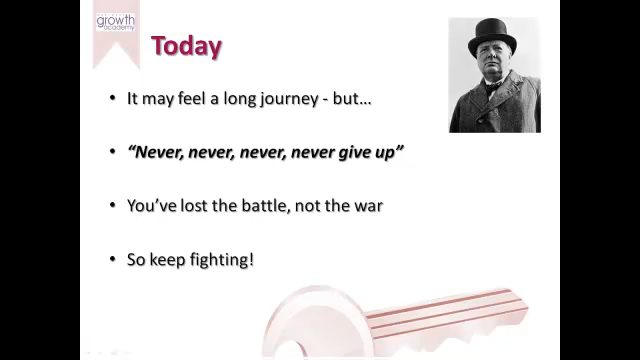 growth
academy
Today
• It may feel a long journey - but…
• “Never, never, never, never give up”
• You’ve lost the battle, not the war
• So keep fighting!